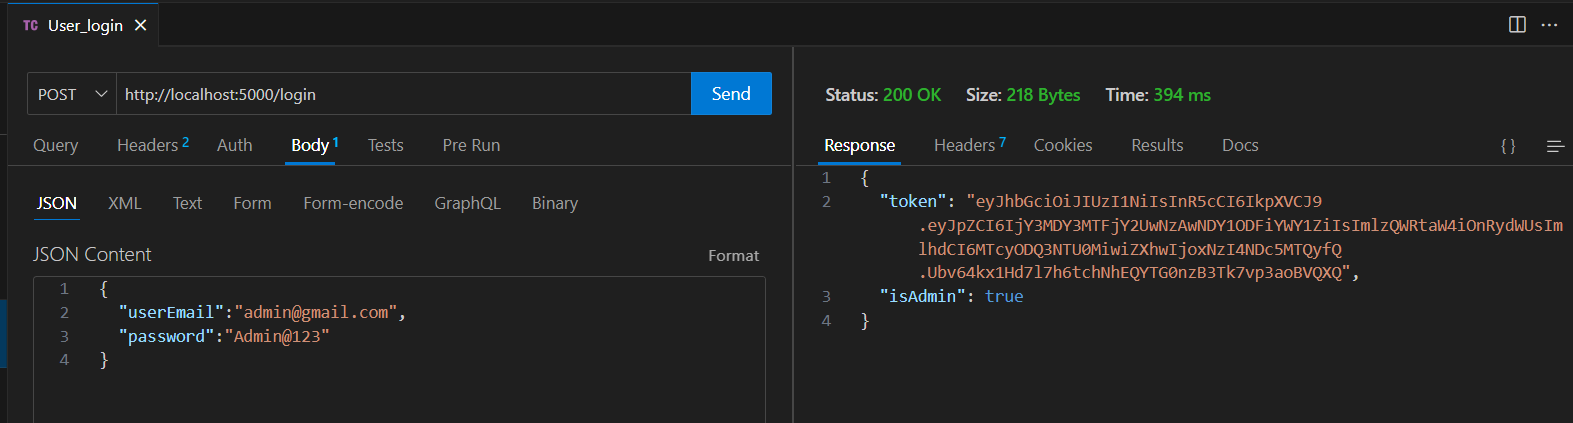 TC User_login ×
POST http://localhost:5000/login Send
Query Headers 2 Auth Body 1 Tests Pre Run
JSON XML Text Form Form-encode GraphQL Binary
JSON Content Format
1 {
2 "userEmail":"admin@gmail.com",
3 "password":"Admin@123"
4 }
Status: 200 OK Size: 218 Bytes Time: 394 ms
Response Headers 7 Cookies Results Docs { }
1 {
2 "token": "eyJhbGciOiJIUzI1NiIsInR5cCI6IkpXVCJ9
.eyJpZCI6IjY3MDY3MTFjY2UwNzAwNDY1ODFiYWY1ZiIsImlzQWRtaW4iOnRydWUsIm
lhdCI6MTcyODQ3NTU0MiwiZXhwIjoxNzI4NDc5MTQyfQ
.Ubv64kx1Hd7l7h6tchNhEQYTG0nzB3Tk7vp3aoBVQXQ",
3 "isAdmin": true
4 }